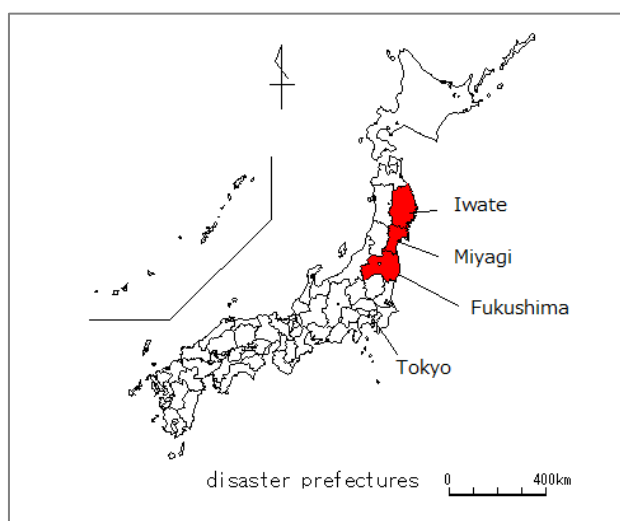 Iwate
Miyagi
Fukushima
Tokyo
disaster prefectures
0 400km